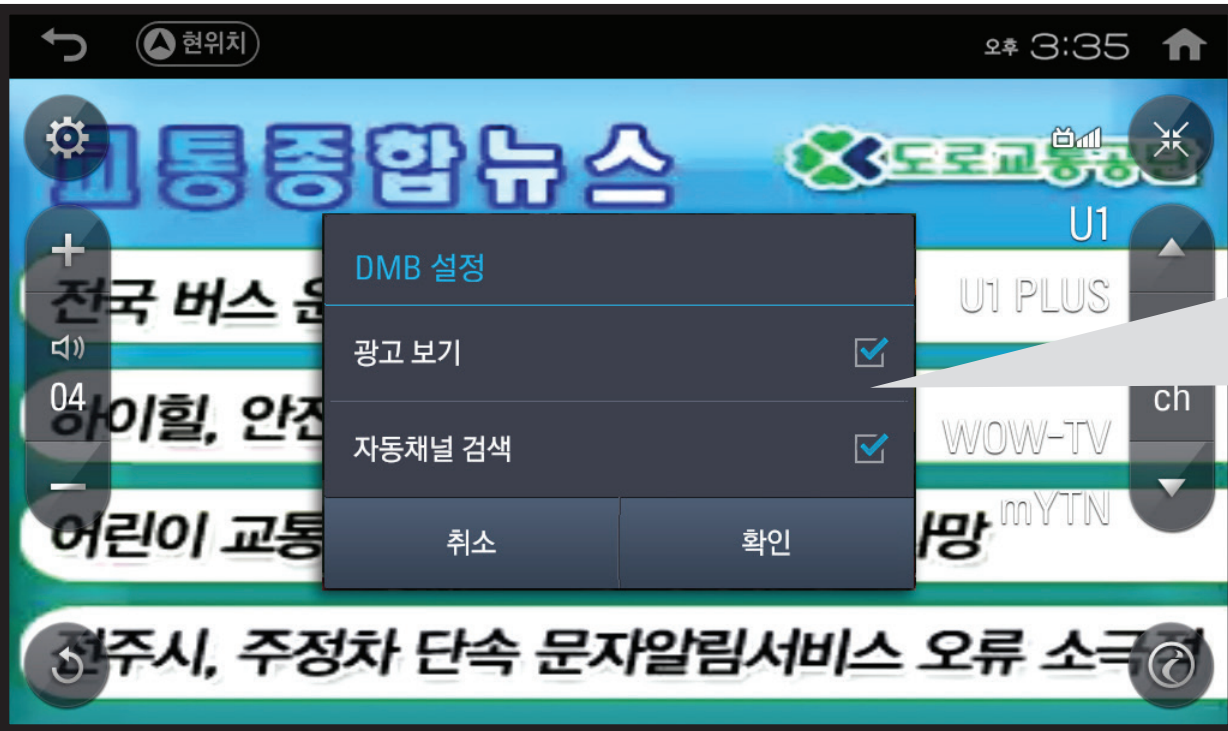 현위치
오후 3:35
교통종합뉴스
도로교통공단
U1
U1 PLUS
WOW-TV
mYTN
ch
04
전국 버스
DMB 설정
광고 보기
자동채널 검색
취소
확인
하이힐,
어린이 교통
사망
전주시, 주정차 단속 문자알림서비스 오류 소극적